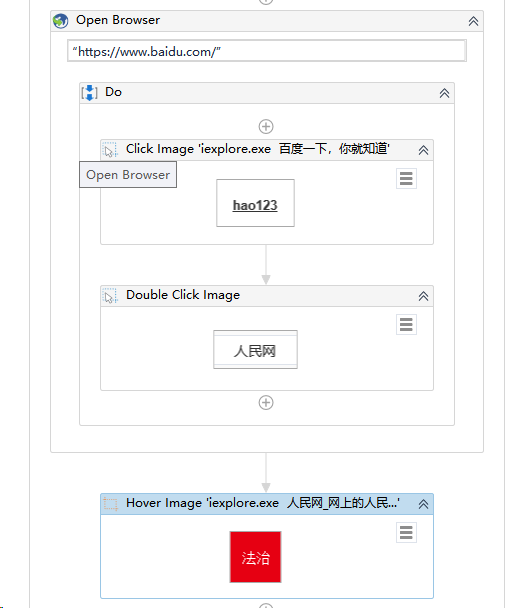 Open Browser
“https://www.baidu.com/”
Do
Click Image 'iexplore.exe 百度一下，你就知道'
Open Browser
hao123
Double Click Image
人民网
Hover Image 'iexplore.exe 人民网_网上的人民...'
法治